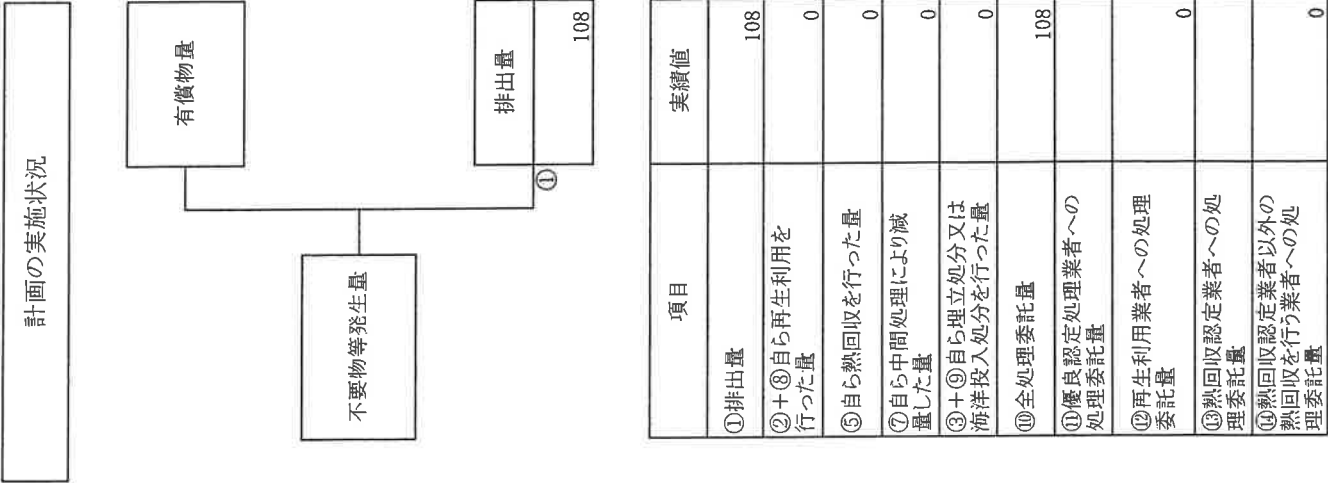 計画の実施状況
有償物量
不要物等発生量
排出量
①
108
項目
実績値
①排出量
108
②+⑧自ら再生利用を
行った量
0
⑤自ら熱回収を行った量
0
⑦自ら中間処理により減
量した量
0
③+⑨自ら埋立処分又は
海洋投入処分を行った量
0
⑩全処理委託量
108
⑪優良認定処理業者への
処理委託量
⑫再生利用業者への処理
委託量
0
⑬熱回収認定業者への処
理委託量
⑭熱回収認定業者以外の
熱回収を行う業者への処
理委託量
0